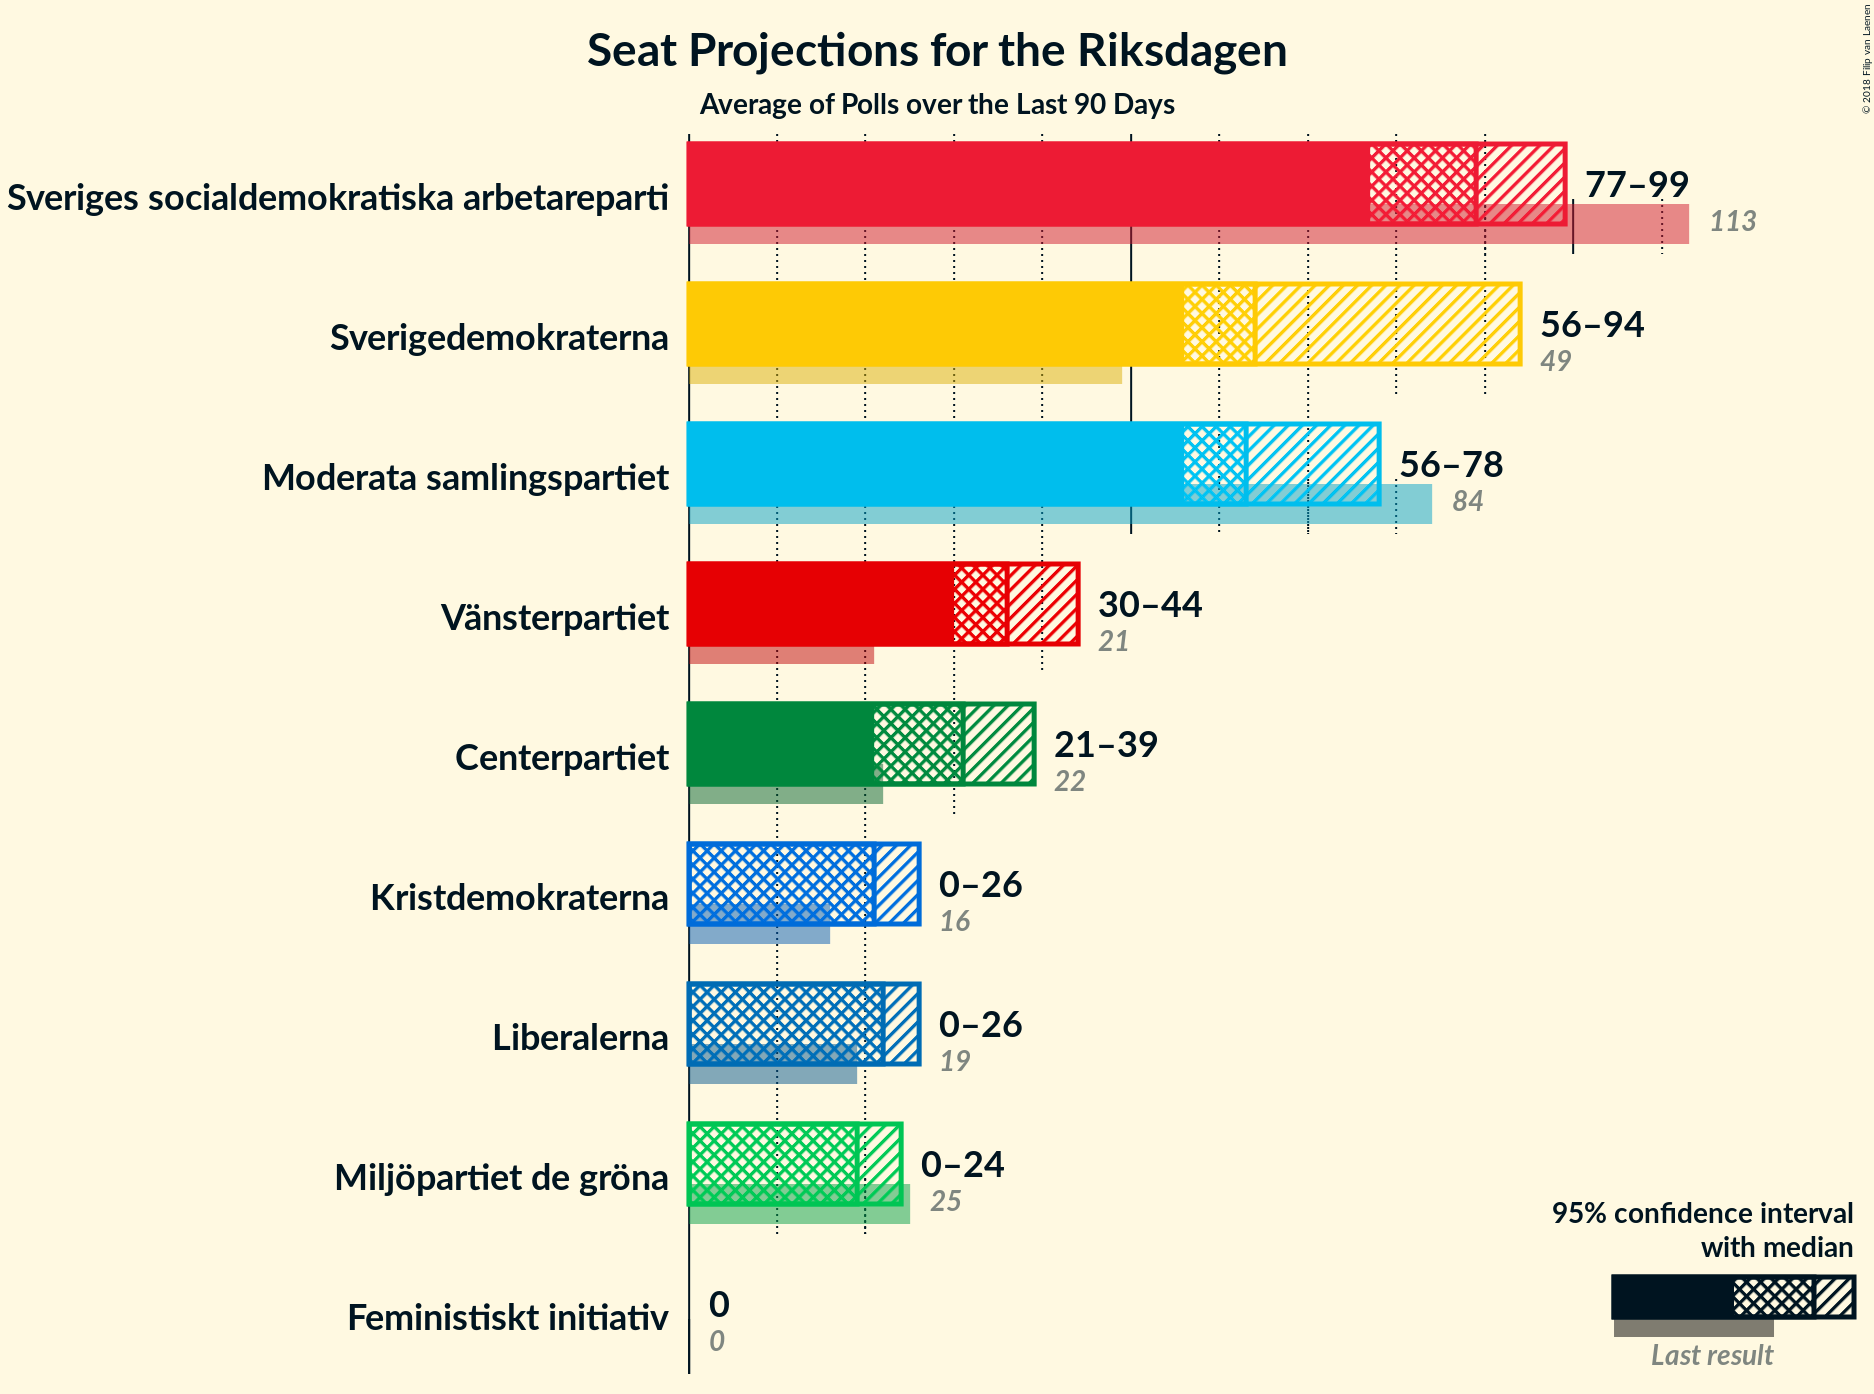 Seat Projections for the Riksdagen
Average of Polls over the Last 90 Days
© 2018 Filip van Laenen
Sveriges socialdemokratiska arbetareparti
77–99
113
Sverigedemokraterna
56–94
49
Moderata samlingspartiet
56–78
84
Vänsterpartiet
30–44
21
Centerpartiet
21–39
22
Kristdemokraterna
0–26
16
Liberalerna
0–26
19
Miljöpartiet de gröna
0–24
25
Feministiskt initiativ
0
0
95% confidence interval
with median
Last result